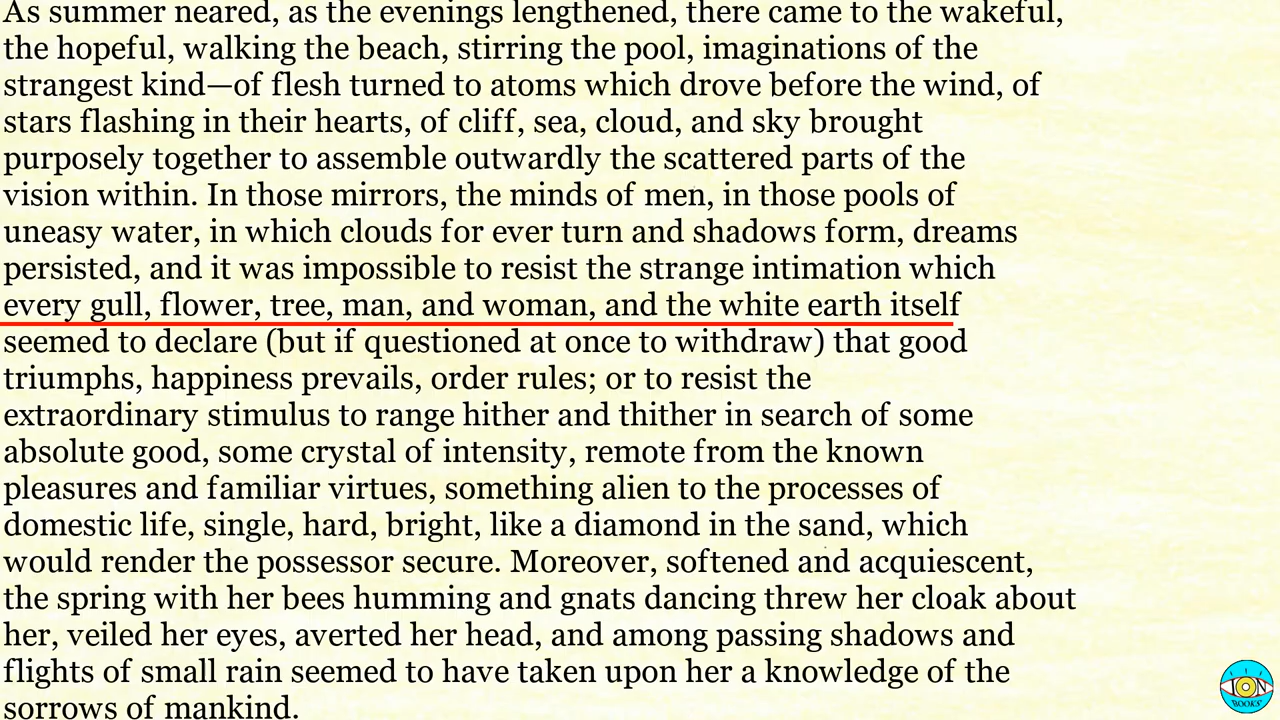 As summer neared, as the evenings lengthened, there came to the wakeful,
the hopeful, walking the beach, stirring the pool, imaginations of the
strangest kind—of flesh turned to atoms which drove before the wind, of
stars flashing in their hearts, of cliff, sea, cloud, and sky brought
purposely together to assemble outwardly the scattered parts of the
vision within. In those mirrors, the minds of men, in those pools of
uneasy water, in which clouds for ever turn and shadows form, dreams
persisted, and it was impossible to resist the strange intimation which
every gull, flower, tree, man, and woman, and the white earth itself
seemed to declare (but if questioned at once to withdraw) that good
triumphs, happiness prevails, order rules; or to resist the
extraordinary stimulus to range hither and thither in search of some
absolute good, some crystal of intensity, remote from the known
pleasures and familiar virtues, something alien to the processes of
domestic life, single, hard, bright, like a diamond in the sand, which
would render the possessor secure. Moreover, softened and acquiescent,
the spring with her bees humming and gnats dancing threw her cloak about
her, veiled her eyes, averted her head, and among passing shadows and
flights of small rain seemed to have taken upon her a knowledge of the
sorrows of mankind.
ION
BOOKS